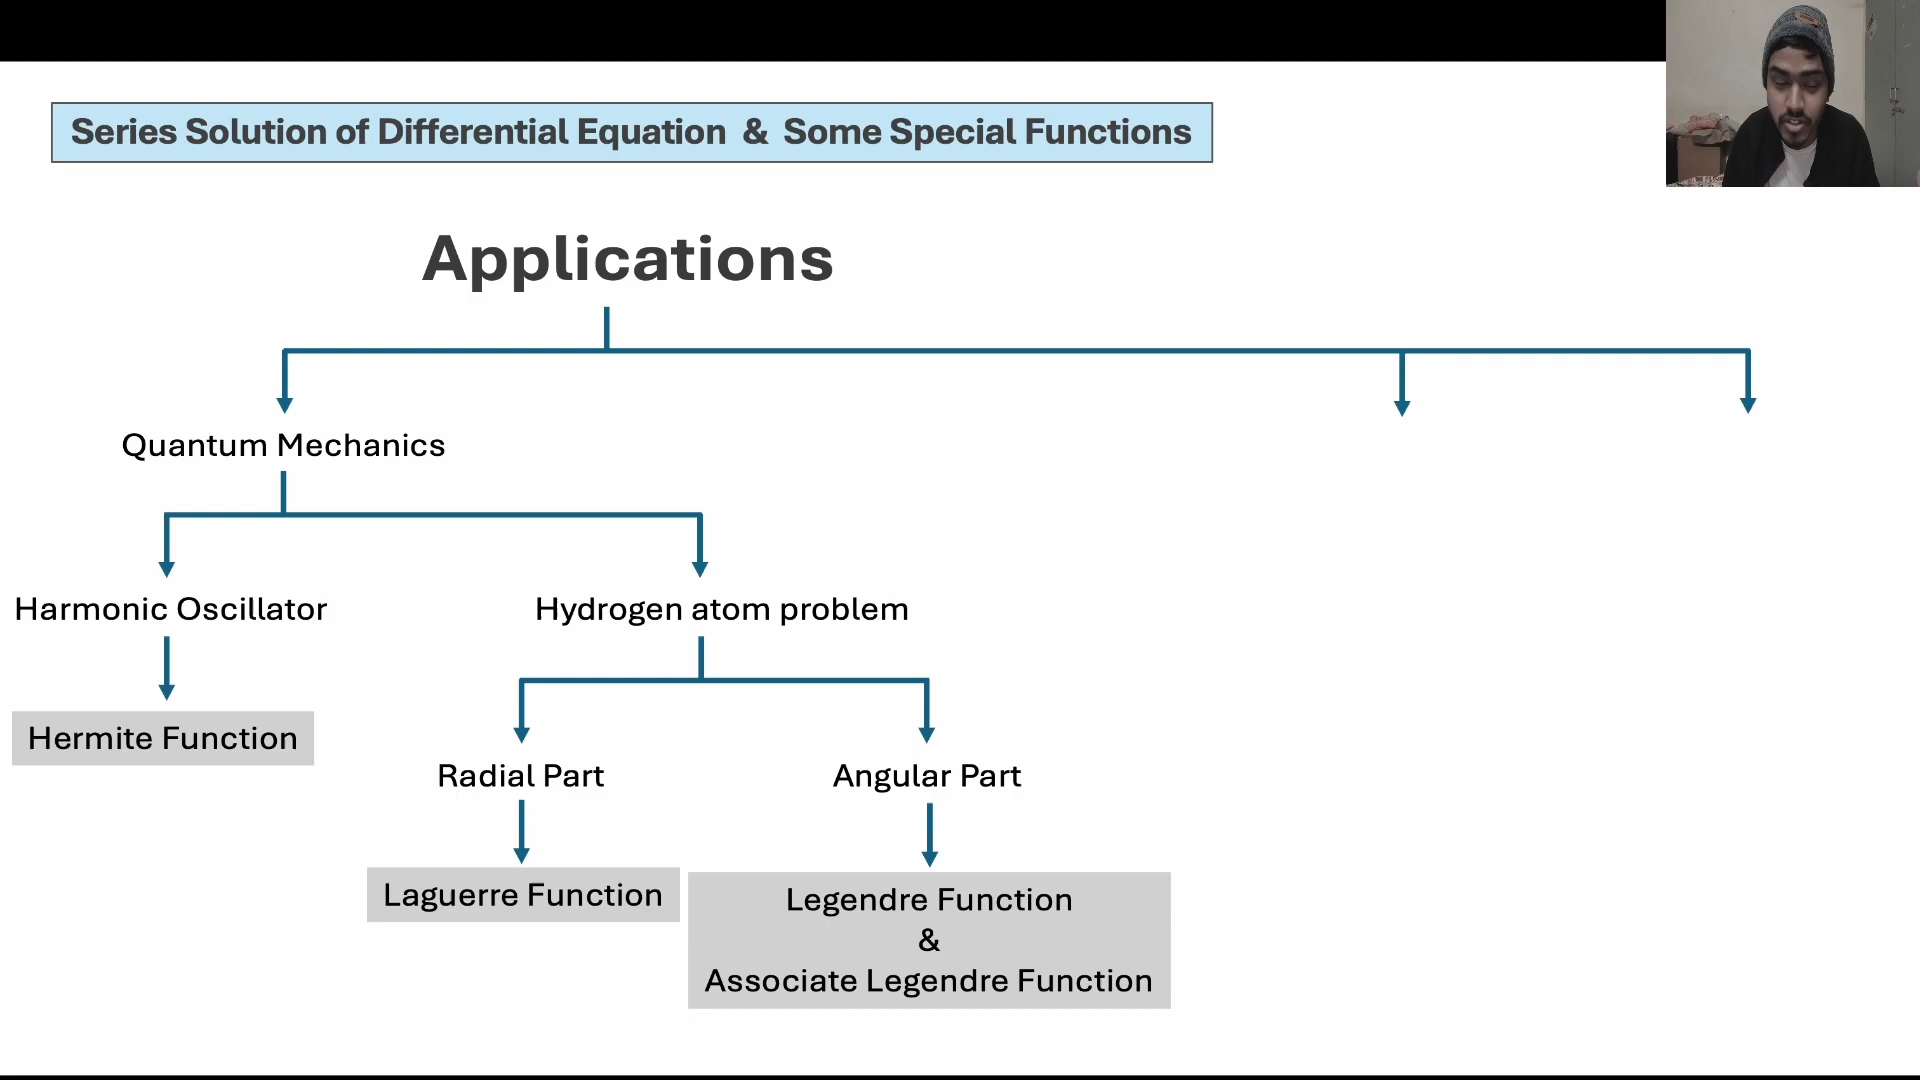 Series Solution of Differential Equation & Some Special Functions
Applications
Quantum Mechanics
Harmonic Oscillator
Hydrogen atom problem
Hermite Function
Radial Part
Angular Part
Laguerre Function
Legendre Function
&
Associate Legendre Function